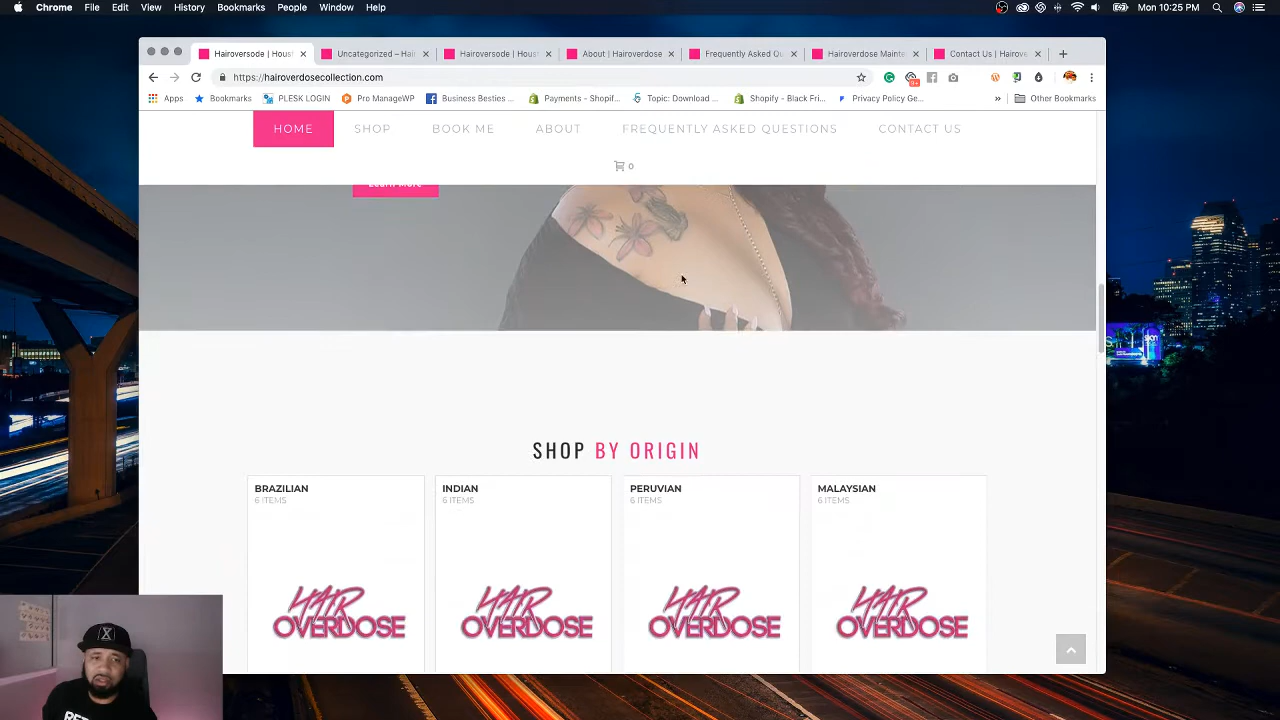 Chrome File Edit View History Bookmarks People Window Help Mon 10:25 PM
Hairoversode | Houst Uncategorized – Hair Hairoversode | Houst About | Hairoverdose Frequently Asked Qu Hairoverdose Mainte Contact Us | Hairove
https://hairoverdosecollection.com
Apps Bookmarks PLESK LOGIN Pro ManageWP Business Besties ... Payments - Shopif... Topic: Download ... Shopify - Black Fri... Privacy Policy Ge... » Other Bookmarks
HOME SHOP BOOK ME ABOUT FREQUENTLY ASKED QUESTIONS CONTACT US
0
Learn More
SHOP BY ORIGIN
BRAZILIAN INDIAN PERUVIAN MALAYSIAN
6 ITEMS 6 ITEMS 6 ITEMS 6 ITEMS
HAIR HAIR HAIR HAIR
OVERDOSE OVERDOSE OVERDOSE OVERDOSE